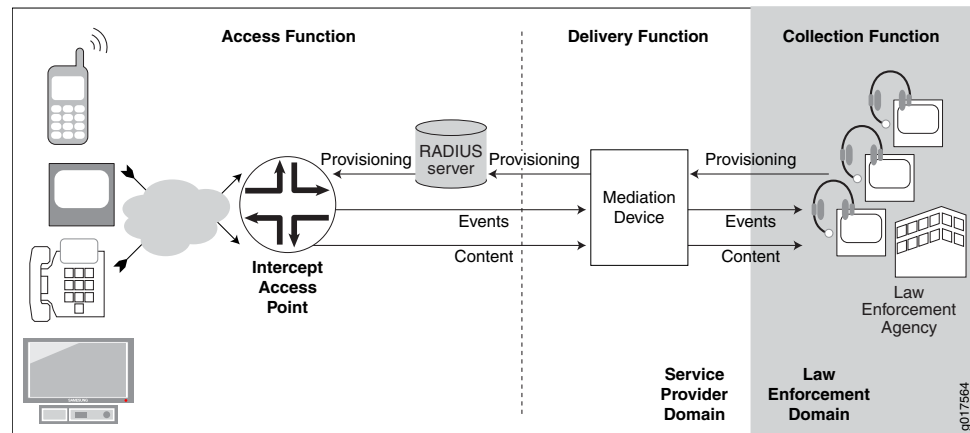 Access Function
Delivery Function
Collection Function
Provisioning
RADIUS
server
Provisioning
Provisioning
Mediation
Device
Events
Events
Content
Content
Intercept
Access
Point
Law
Enforcement
Agency
SAMSUNG
Service
Provider
Domain
Law
Enforcement
Domain
g017564